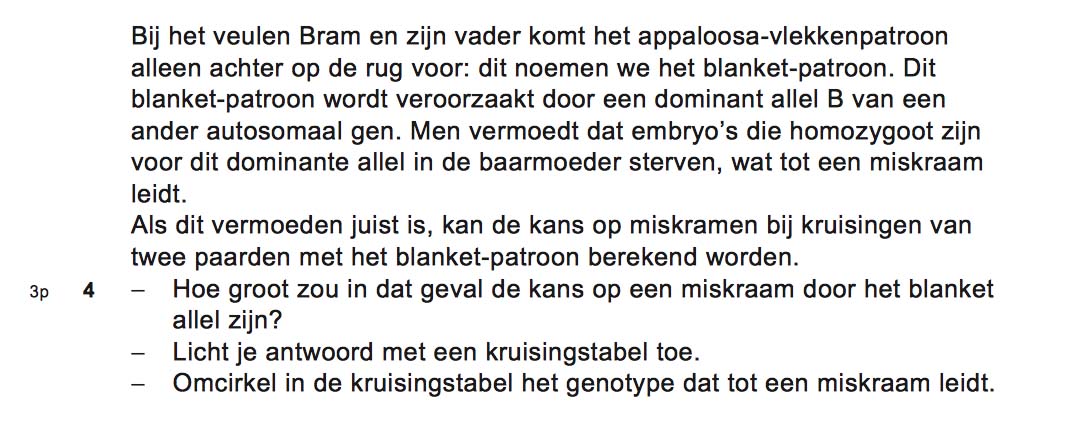 Bij het veulen Bram en zijn vader komt het appaloosa-vlekkenpatroon
alleen achter op de rug voor: dit noemen we het blanket-patroon. Dit
blanket-patroon wordt veroorzaakt door een dominant allel B van een
ander autosomaal gen. Men vermoedt dat embryo's die homozygoot zijn
voor dit dominante allel in de baarmoeder sterven, wat tot een miskraam
leidt.
Als dit vermoeden juist is, kan de kans op miskramen bij kruisingen van
twee paarden met het blanket-patroon berekend worden.
3p 4 – Hoe groot zou in dat geval de kans op een miskraam door het blanket
allel zijn?
– Licht je antwoord met een kruisingstabel toe.
– Omcirkel in de kruisingstabel het genotype dat tot een miskraam leidt.